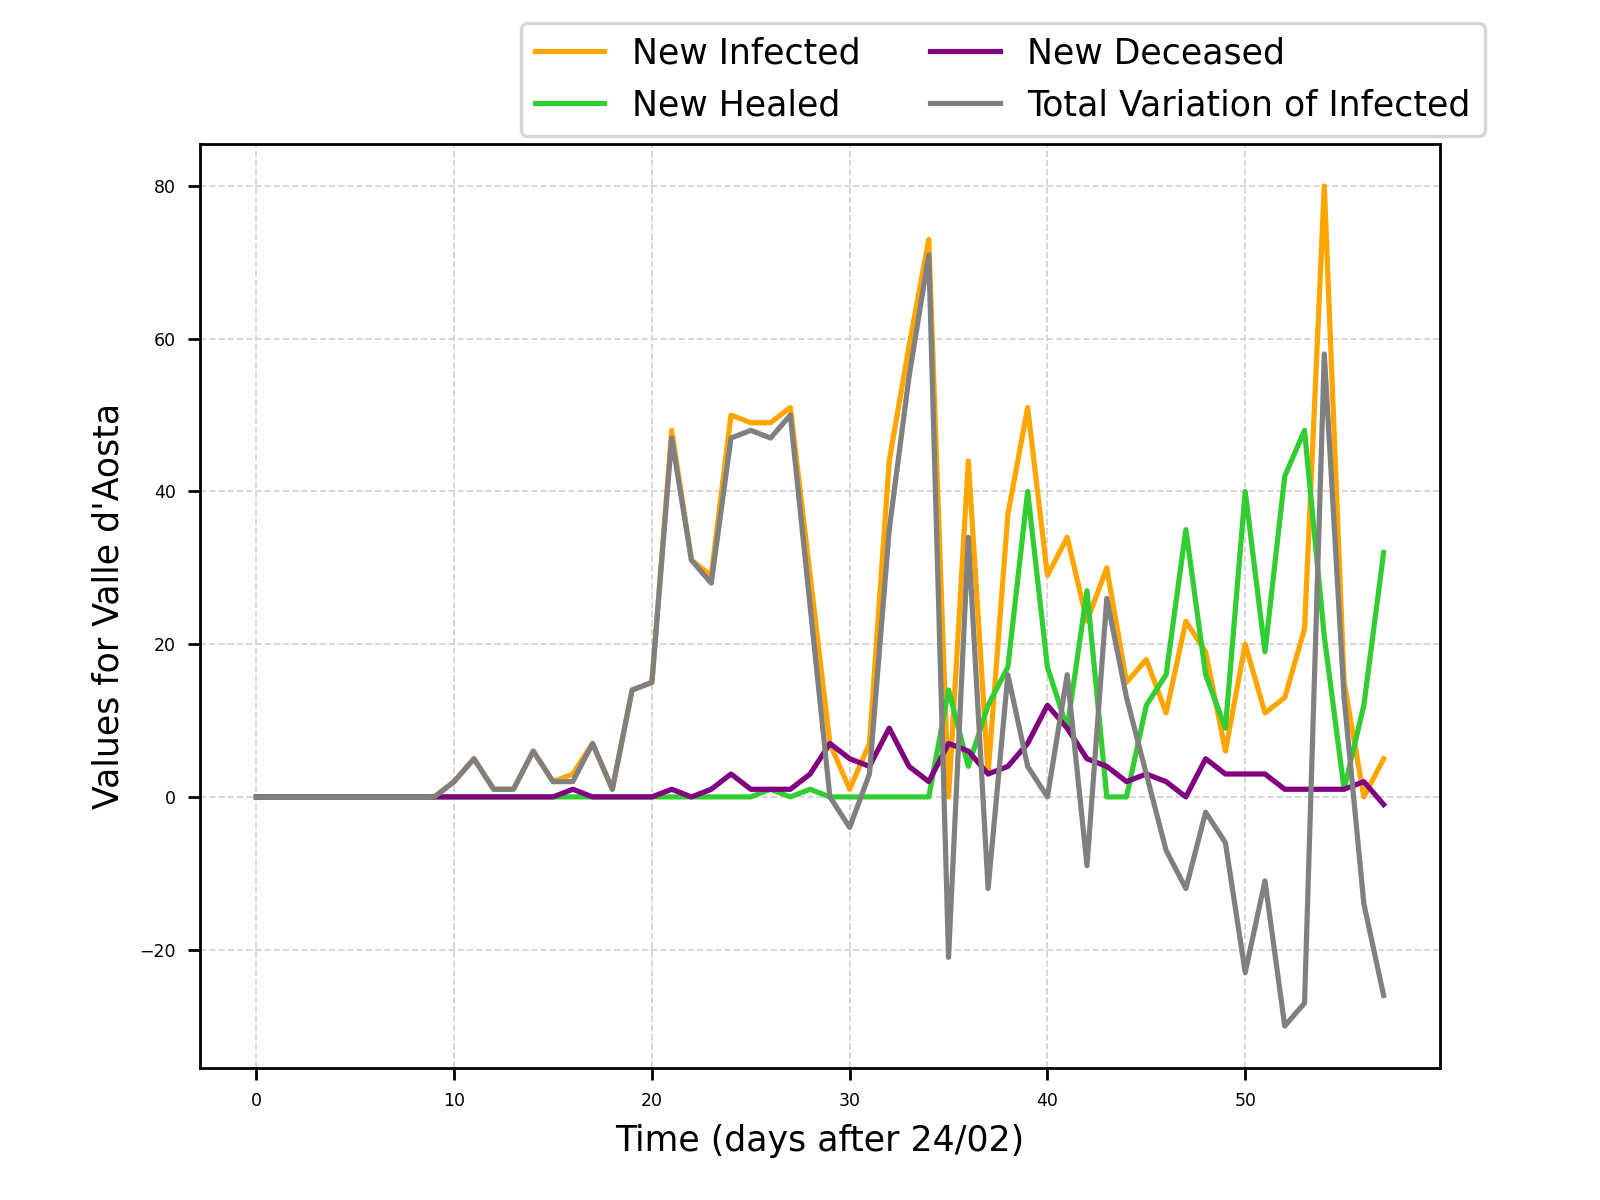 New Infected
New Healed
New Deceased
Total Variation of Infected
Values for Valle d'Aosta
80
60
40
20
0
−20
0 10 20 30 40 50
Time (days after 24/02)